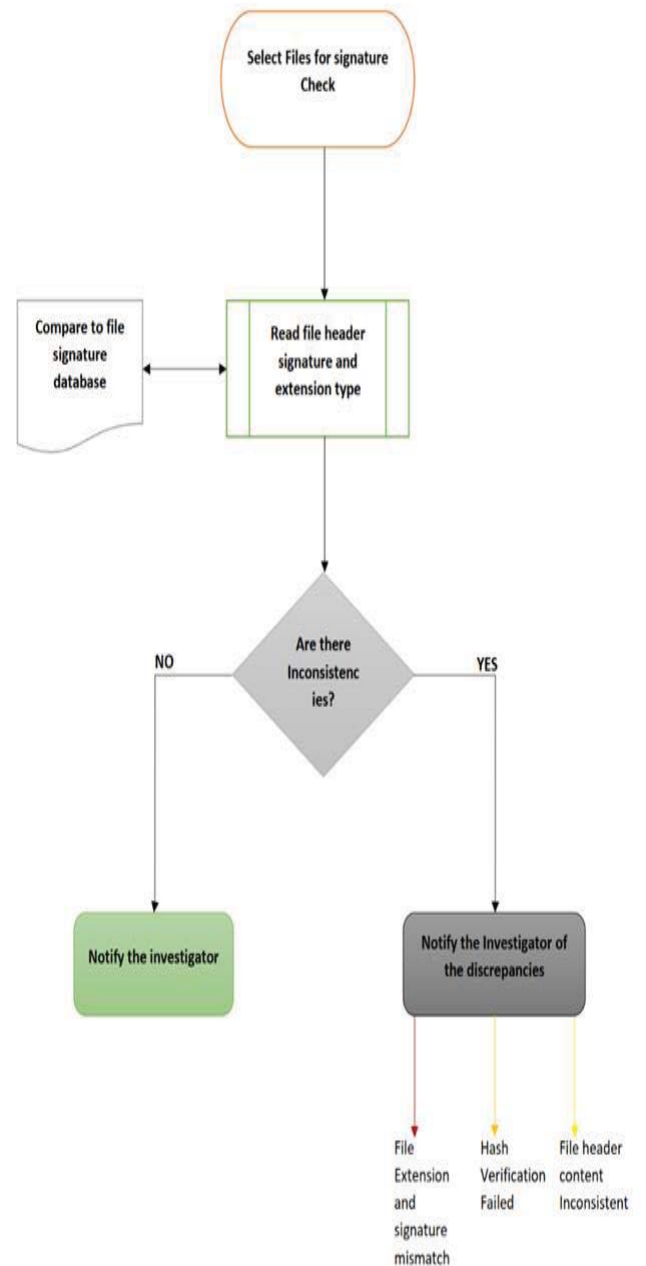 Select Files for signature
Check
Compare to file
signature
database
Read file header
signature and
extension type
Are there
Inconsistenc
ies?
NO
YES
Notify the investigator
Notify the Investigator of
the discrepancies
File
Extension
and
signature
mismatch
Hash
Verification
Failed
File header
content
Inconsistent